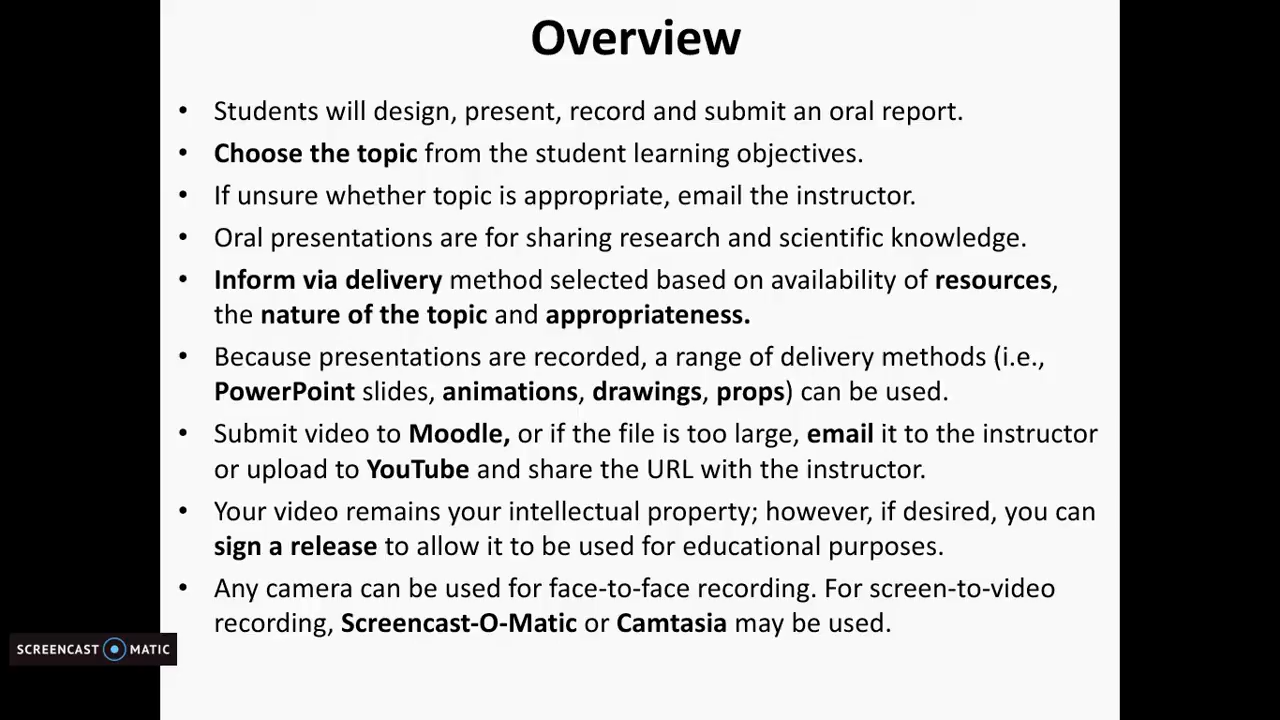 Overview
• Students will design, present, record and submit an oral report.
• Choose the topic from the student learning objectives.
• If unsure whether topic is appropriate, email the instructor.
• Oral presentations are for sharing research and scientific knowledge.
• Inform via delivery method selected based on availability of resources,
the nature of the topic and appropriateness.
• Because presentations are recorded, a range of delivery methods (i.e.,
PowerPoint slides, animations, drawings, props) can be used.
• Submit video to Moodle, or if the file is too large, email it to the instructor
or upload to YouTube and share the URL with the instructor.
• Your video remains your intellectual property; however, if desired, you can
sign a release to allow it to be used for educational purposes.
• Any camera can be used for face-to-face recording. For screen-to-video
recording, Screencast-O-Matic or Camtasia may be used.
SCREENCAST MATIC